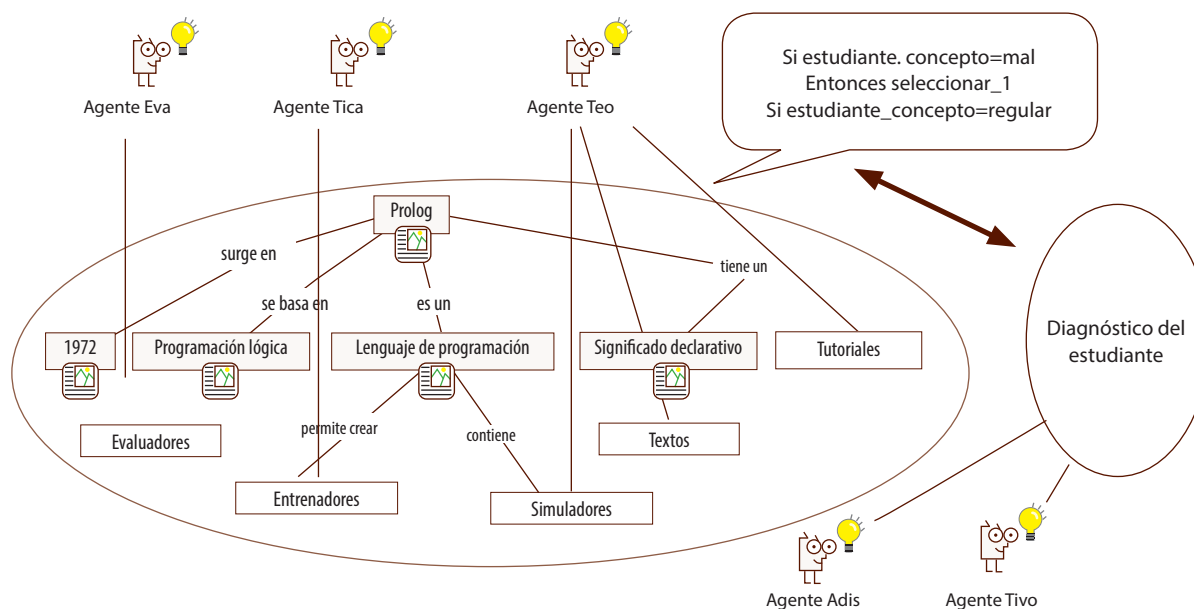 Agente Eva
Agente Tica
Agente Teo
Si estudiante. concepto=mal
Entonces seleccionar_1
Si estudiante_concepto=regular
Prolog
surge en
se basa en
es un
tiene un
1972
Programación lógica
Lenguaje de programación
Significado declarativo
Tutoriales
Diagnóstico del
estudiante
Evaluadores
permite crear
contiene
Textos
Entrenadores
Simuladores
Agente Adis
Agente Tivo